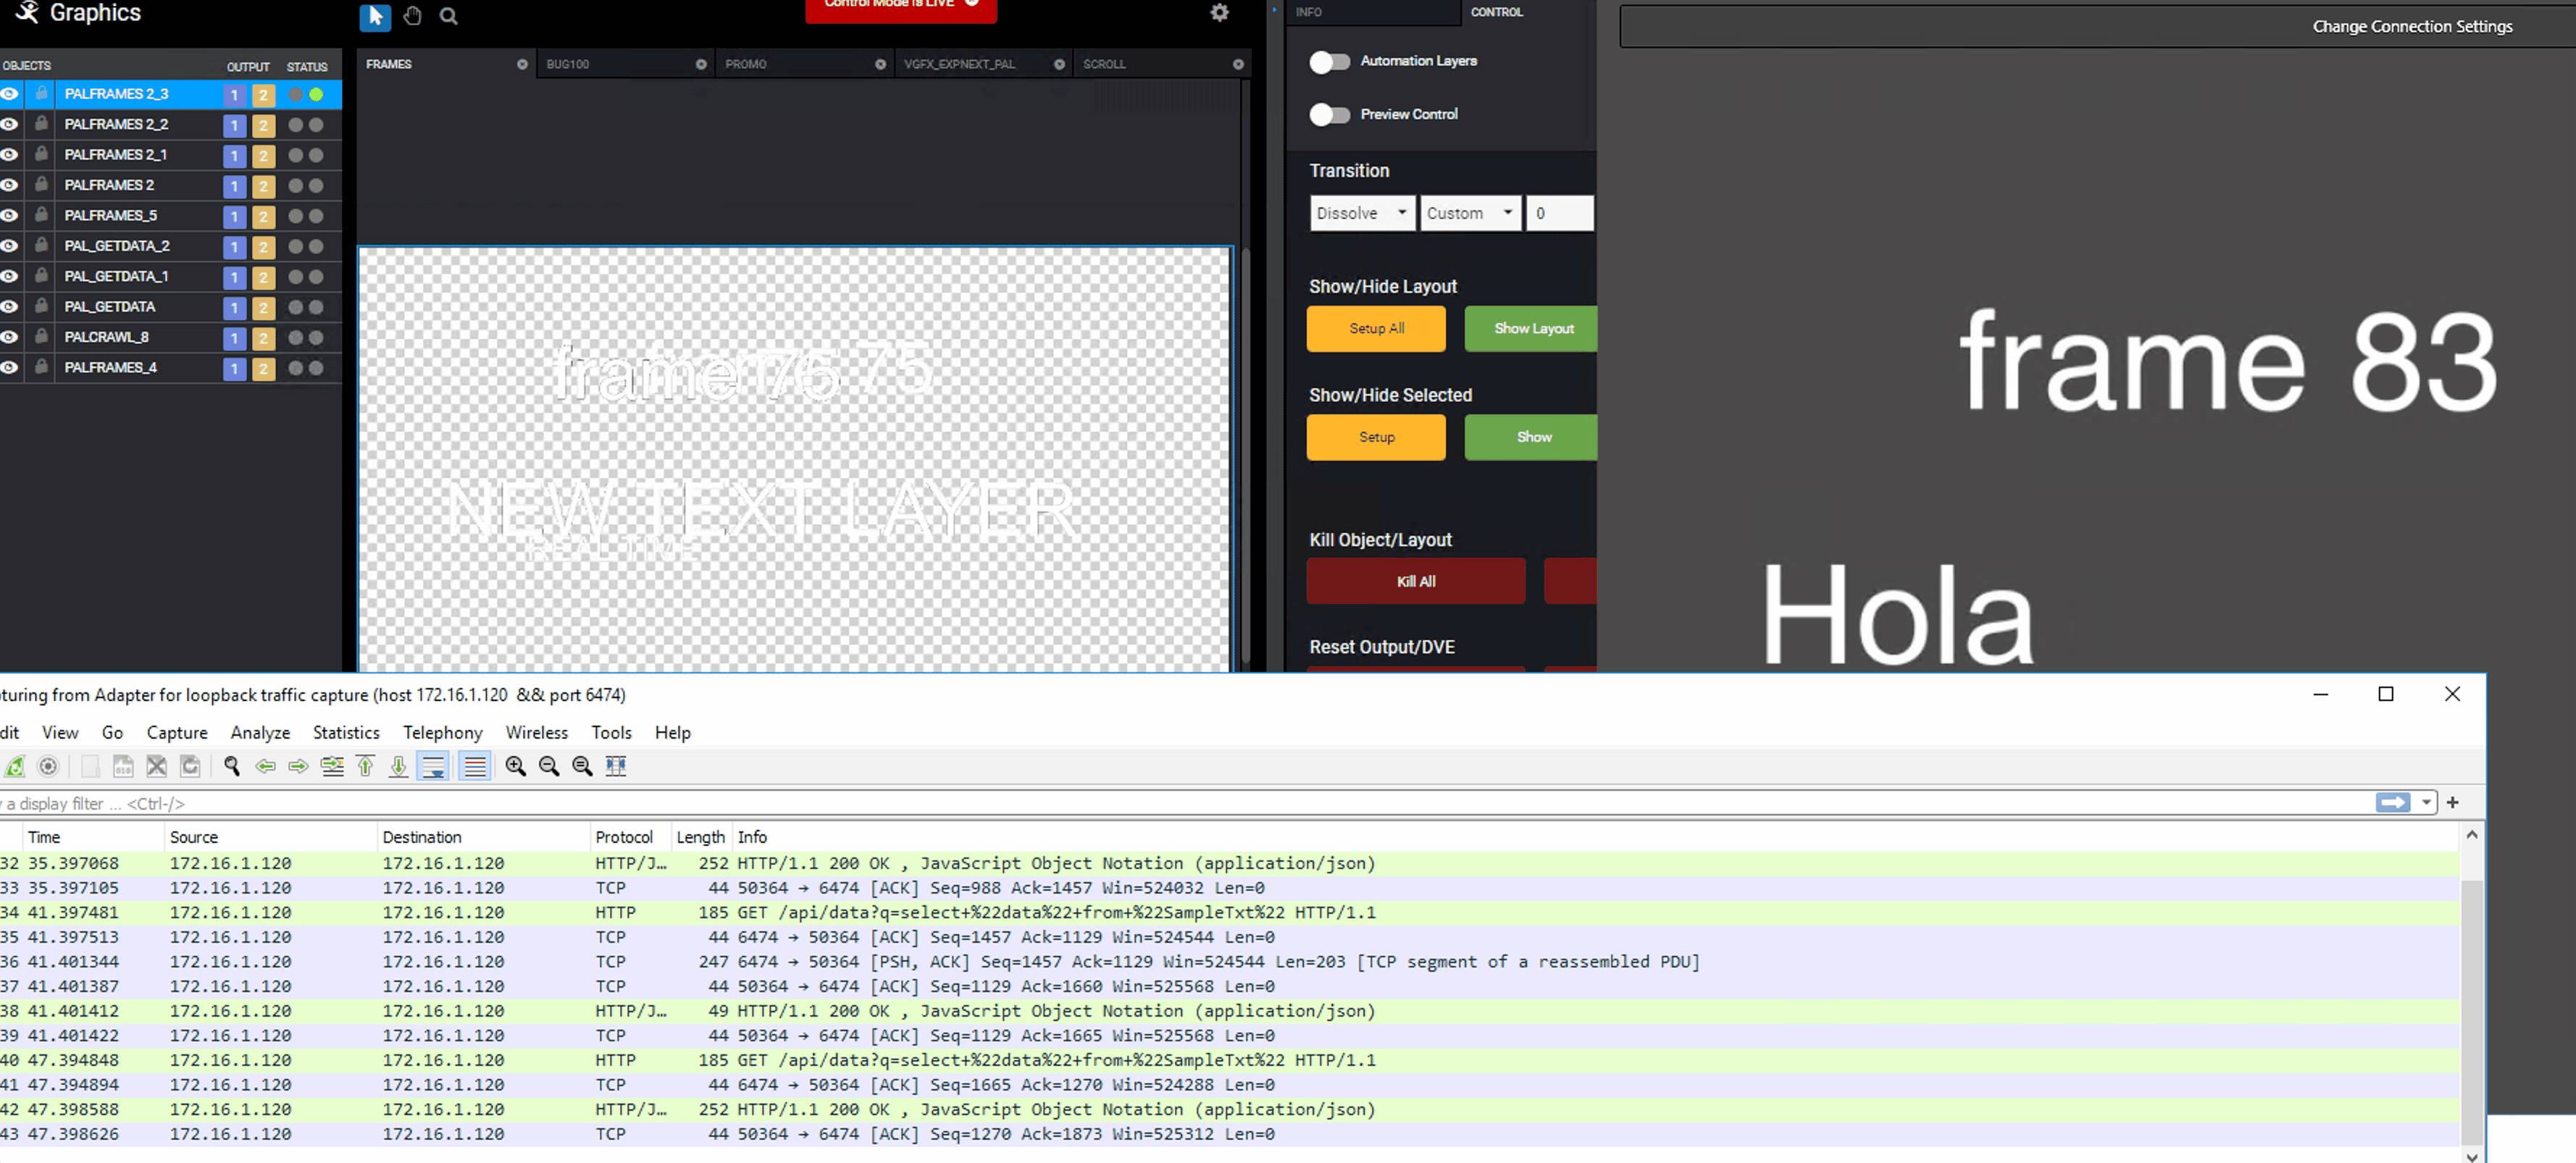 Graphics
Control Mode is LIVE
OBJECTS OUTPUT STATUS
PALFRAMES 2_3 1 2
PALFRAMES 2_2 1 2
PALFRAMES 2_1 1 2
PALFRAMES 2 1 2
PALFRAMES_5 1 2
PAL_GETDATA_2 1 2
PAL_GETDATA_1 1 2
PAL_GETDATA 1 2
PALCRAWL_8 1 2
PALFRAMES_4 1 2
FRAMES BUG100 PROMO VGFX_EXPNEXT_PAL SCROLL
frame 176 75
NEW TEXT LAYER
REAL TIME
INFO CONTROL
Automation Layers
Preview Control
Transition
Dissolve Custom 0
Show/Hide Layout
Setup All Show Layout
Show/Hide Selected
Setup Show
Kill Object/Layout
Kill All
Reset Output/DVE
Change Connection Settings
frame 83
Hola
turing from Adapter for loopback traffic capture (host 172.16.1.120 && port 6474)
dit View Go Capture Analyze Statistics Telephony Wireless Tools Help
a display filter ... <Ctrl-/>
Time Source Destination Protocol Length Info
32 35.397068 172.16.1.120 172.16.1.120 HTTP/J… 252 HTTP/1.1 200 OK , JavaScript Object Notation (application/json)
33 35.397105 172.16.1.120 172.16.1.120 TCP 44 50364 → 6474 [ACK] Seq=988 Ack=1457 Win=524032 Len=0
34 41.397481 172.16.1.120 172.16.1.120 HTTP 185 GET /api/data?q=select+%22data%22+from+%22SampleTxt%22 HTTP/1.1
35 41.397513 172.16.1.120 172.16.1.120 TCP 44 6474 → 50364 [ACK] Seq=1457 Ack=1129 Win=524544 Len=0
36 41.401344 172.16.1.120 172.16.1.120 TCP 247 6474 → 50364 [PSH, ACK] Seq=1457 Ack=1129 Win=524544 Len=203 [TCP segment of a reassembled PDU]
37 41.401387 172.16.1.120 172.16.1.120 TCP 44 50364 → 6474 [ACK] Seq=1129 Ack=1660 Win=525568 Len=0
38 41.401412 172.16.1.120 172.16.1.120 HTTP/J… 49 HTTP/1.1 200 OK , JavaScript Object Notation (application/json)
39 41.401422 172.16.1.120 172.16.1.120 TCP 44 50364 → 6474 [ACK] Seq=1129 Ack=1665 Win=525568 Len=0
40 47.394848 172.16.1.120 172.16.1.120 HTTP 185 GET /api/data?q=select+%22data%22+from+%22SampleTxt%22 HTTP/1.1
41 47.394894 172.16.1.120 172.16.1.120 TCP 44 6474 → 50364 [ACK] Seq=1665 Ack=1270 Win=524288 Len=0
42 47.398588 172.16.1.120 172.16.1.120 HTTP/J… 252 HTTP/1.1 200 OK , JavaScript Object Notation (application/json)
43 47.398626 172.16.1.120 172.16.1.120 TCP 44 50364 → 6474 [ACK] Seq=1270 Ack=1873 Win=525312 Len=0